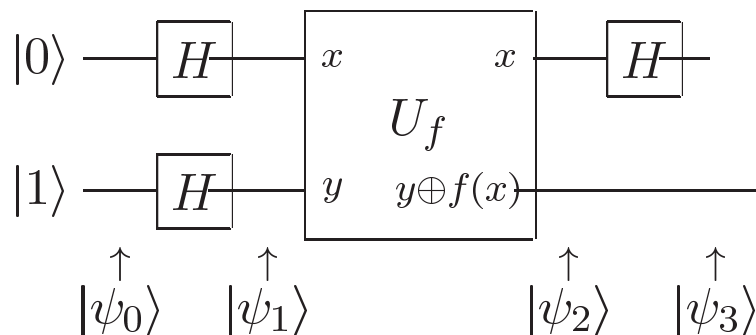 |0⟩ H x x H
U_f
|1⟩ H y y⊕f(x)
↑ ↑ ↑ ↑
|ψ₀⟩ |ψ₁⟩ |ψ₂⟩ |ψ₃⟩